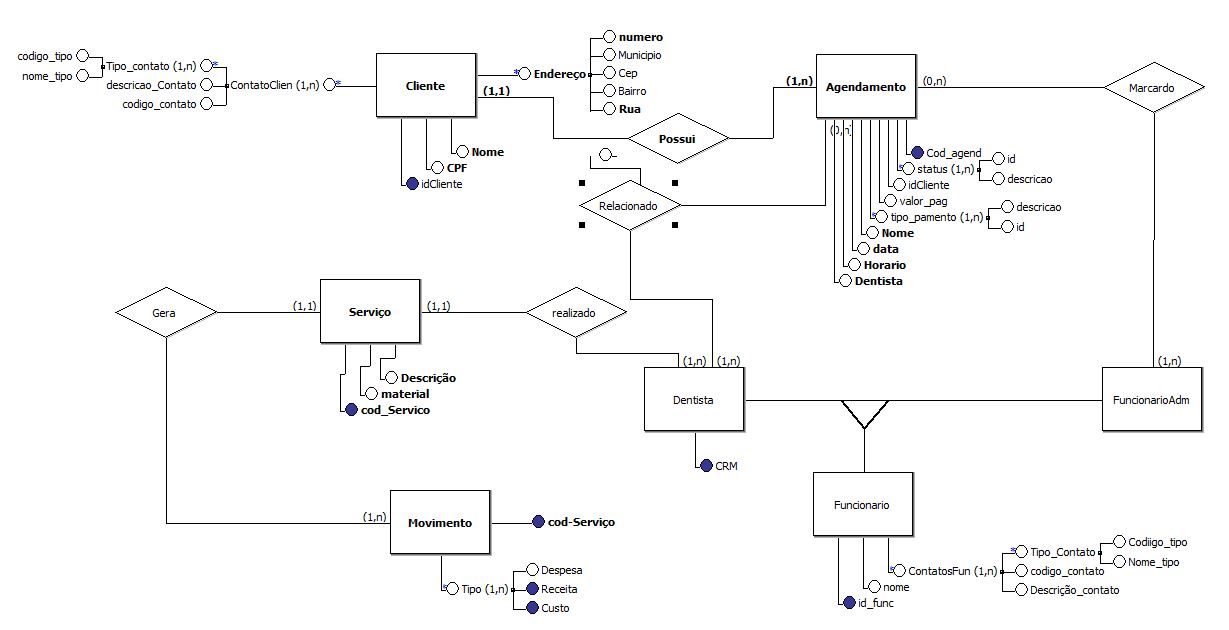 codigo_tipo
nome_tipo
Tipo_contato (1,n)
descricao_Contato
codigo_contato
ContatoClien (1,n)
Cliente
Nome
CPF
idCliente
Endereço
numero
Municipio
Cep
Bairro
Rua
(1,1)
Possui
(1,n)
Agendamento
(0,n)
Marcardo
(0,n)
Cod_agend
status (1,n)
id
descricao
idCliente
valor_pag
tipo_pamento (1,n)
descricao
id
Nome
data
Horario
Dentista
Relacionado
Gera
(1,1)
Serviço
(1,1)
realizado
Descrição
material
cod_Servico
(1,n)
(1,n)
Dentista
CRM
(1,n)
FuncionarioAdm
Funcionario
ContatosFun (1,n)
nome
id_func
Tipo_Contato
codigo_contato
Descrição_contato
Codiigo_tipo
Nome_tipo
(1,n)
Movimento
cod-Serviço
Tipo (1,n)
Despesa
Receita
Custo